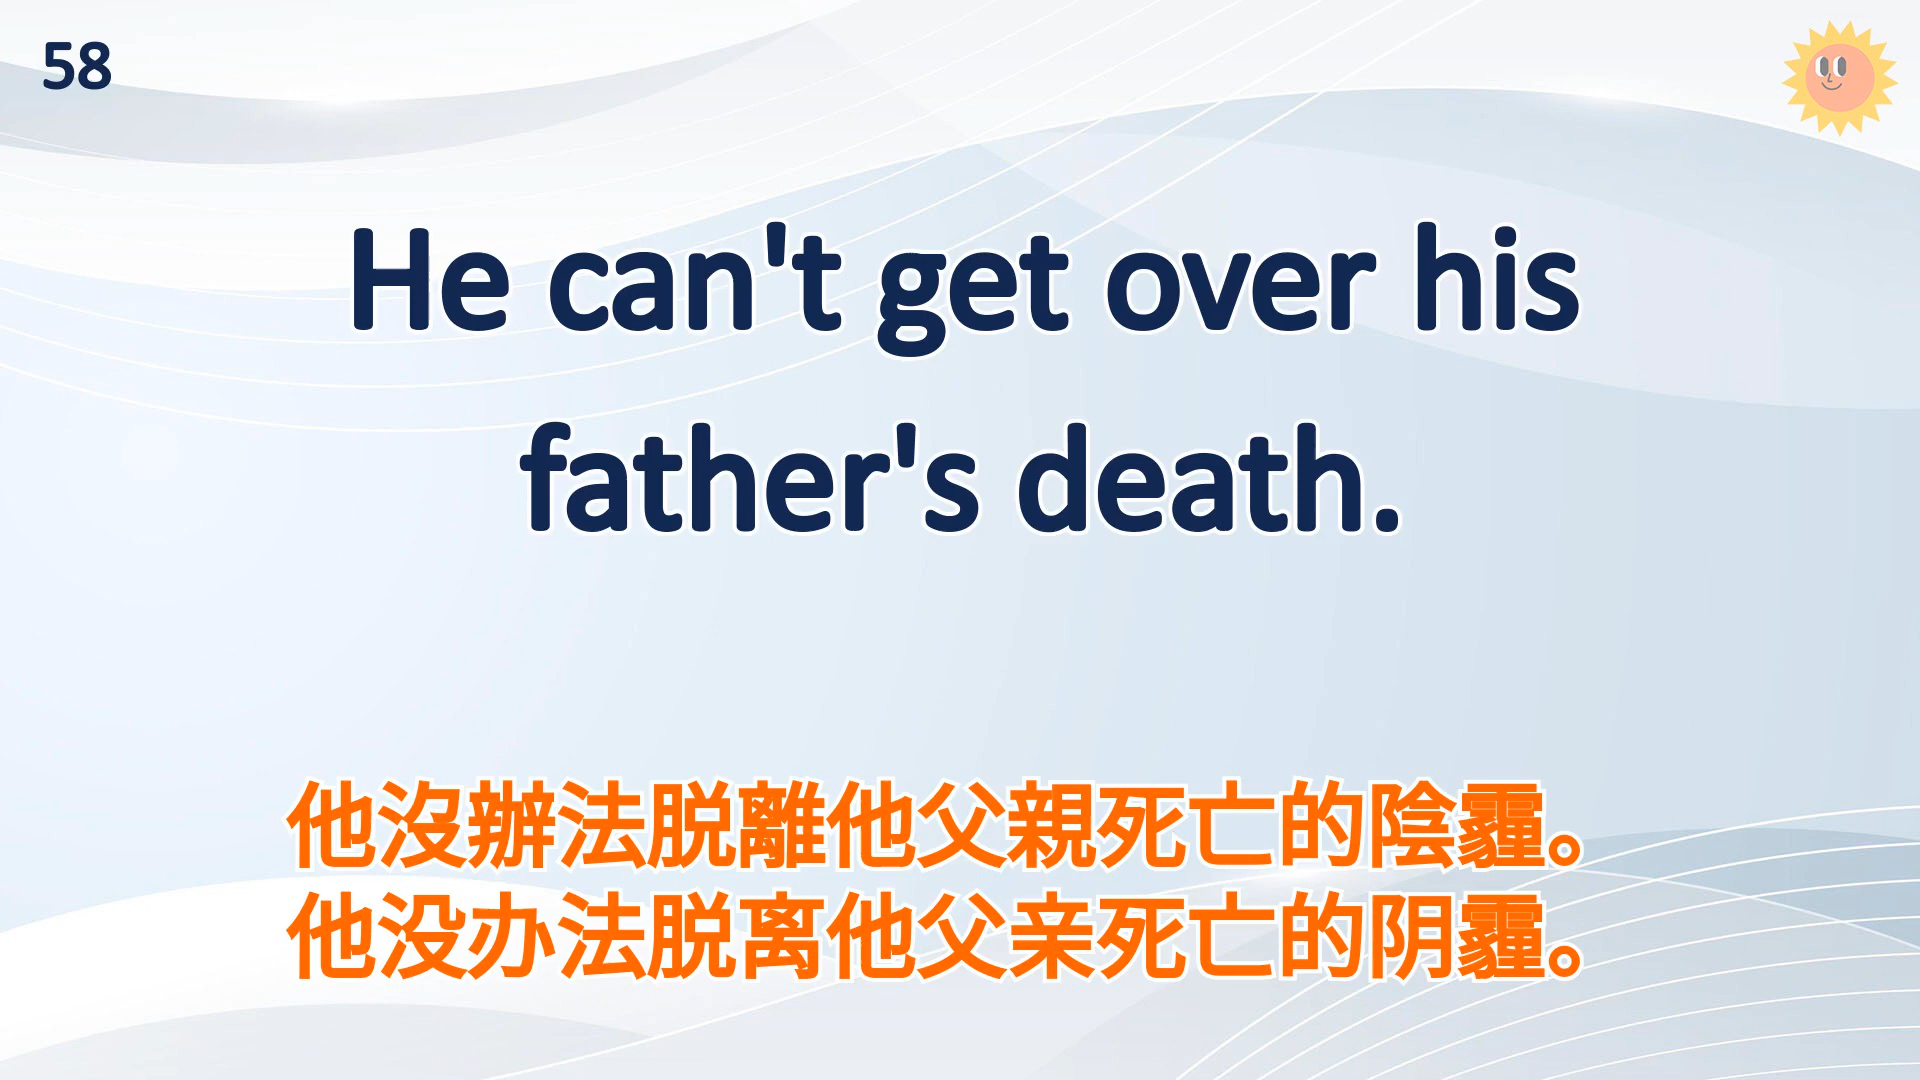 58
He can't get over his
father's death.
他沒辦法脱離他父親死亡的陰霾。
他没办法脱离他父亲死亡的阴霾。